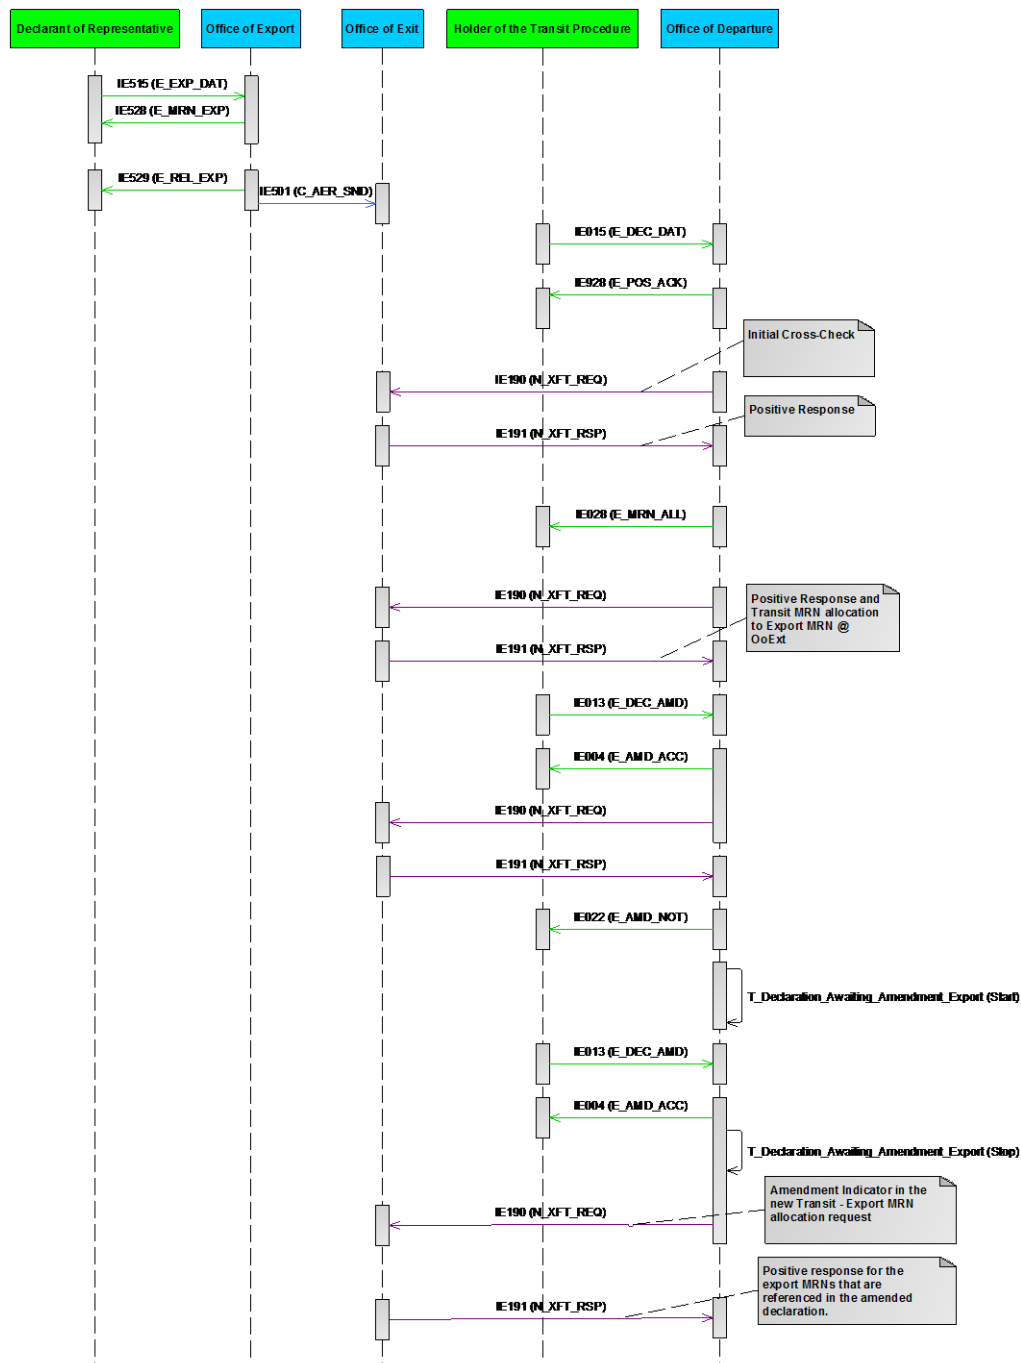 Declarant of Representative
Office of Export
Office of Exit
Holder of the Transit Procedure
Office of Departure
IE515 (E_EXP_DAT)
IE528 (E_MRN_EXP)
IE529 (E_REL_EXP)
IE501 (C_AER_SND)
IE015 (E_DEC_DAT)
IE928 (E_POS_ACK)
Initial Cross-Check
IE190 (N_XFT_REQ)
Positive Response
IE191 (N_XFT_RSP)
IE028 (E_MRN_ALL)
IE190 (N_XFT_REQ)
Positive Response and
Transit MRN allocation
to Export MRN @
OoExt
IE191 (N_XFT_RSP)
IE013 (E_DEC_AMD)
IE004 (E_AMD_ACC)
IE190 (N_XFT_REQ)
IE191 (N_XFT_RSP)
IE022 (E_AMD_NOT)
T_Declaration_Awaiting_Amendment_Export (Start)
IE013 (E_DEC_AMD)
IE004 (E_AMD_ACC)
T_Declaration_Awaiting_Amendment_Export (Stop)
Amendment Indicator in the
new Transit - Export MRN
allocation request
IE190 (N_XFT_REQ)
Positive response for the
export MRNs that are
referenced in the amended
declaration.
IE191 (N_XFT_RSP)